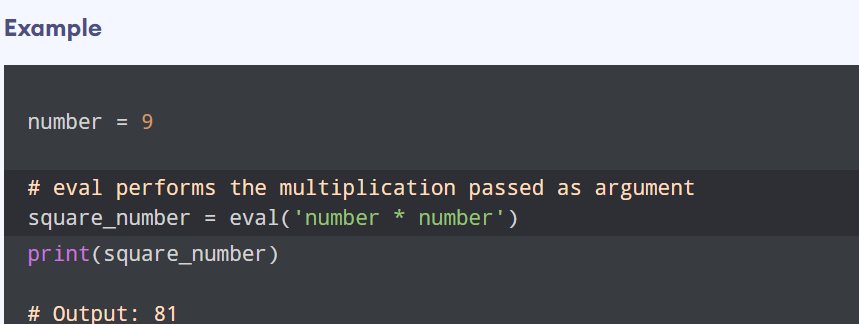 Example
number = 9
# eval performs the multiplication passed as argument
square_number = eval('number * number')
print(square_number)
# Output: 81